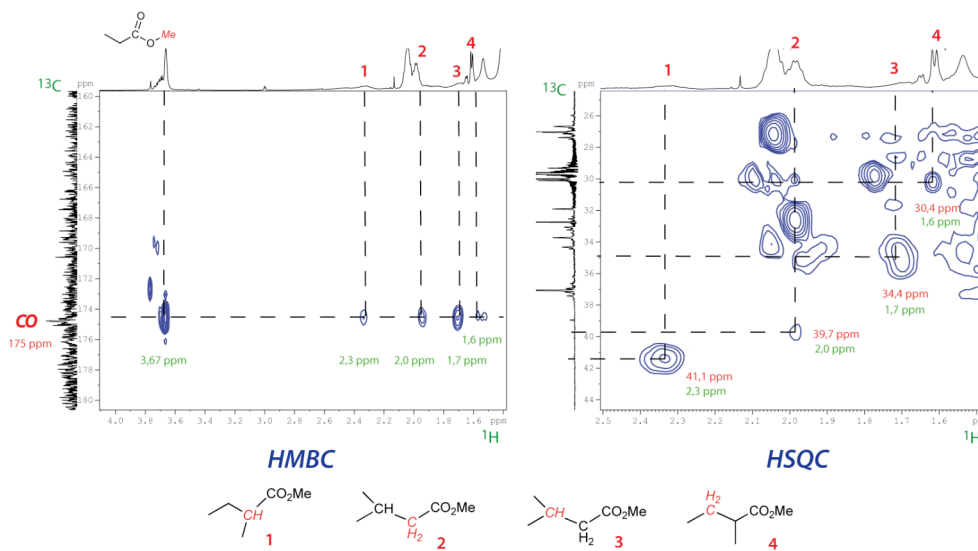 O
O
Me
1
2
3
4
13C
ppm
160
162
164
166
168
170
172
174
176
178
180
CO
175 ppm
3,67 ppm
2,3 ppm
2,0 ppm
1,7 ppm
1,6 ppm
4.0
3.8
3.6
3.4
3.2
3.0
2.8
2.6
2.4
2.2
2.0
1.8
1.6
ppm
1H
HMBC
1
2
3
4
13C
ppm
26
28
30
32
34
36
38
40
42
44
30,4 ppm
1,6 ppm
34,4 ppm
1,7 ppm
39,7 ppm
2,0 ppm
41,1 ppm
2,3 ppm
2.5
2.4
2.3
2.2
2.1
2.0
1.9
1.8
1.7
1.6
1H
HSQC
CO2Me
CH
1
CH
CO2Me
C
H2
2
CH
CO2Me
C
H2
3
H2
C
CO2Me
4